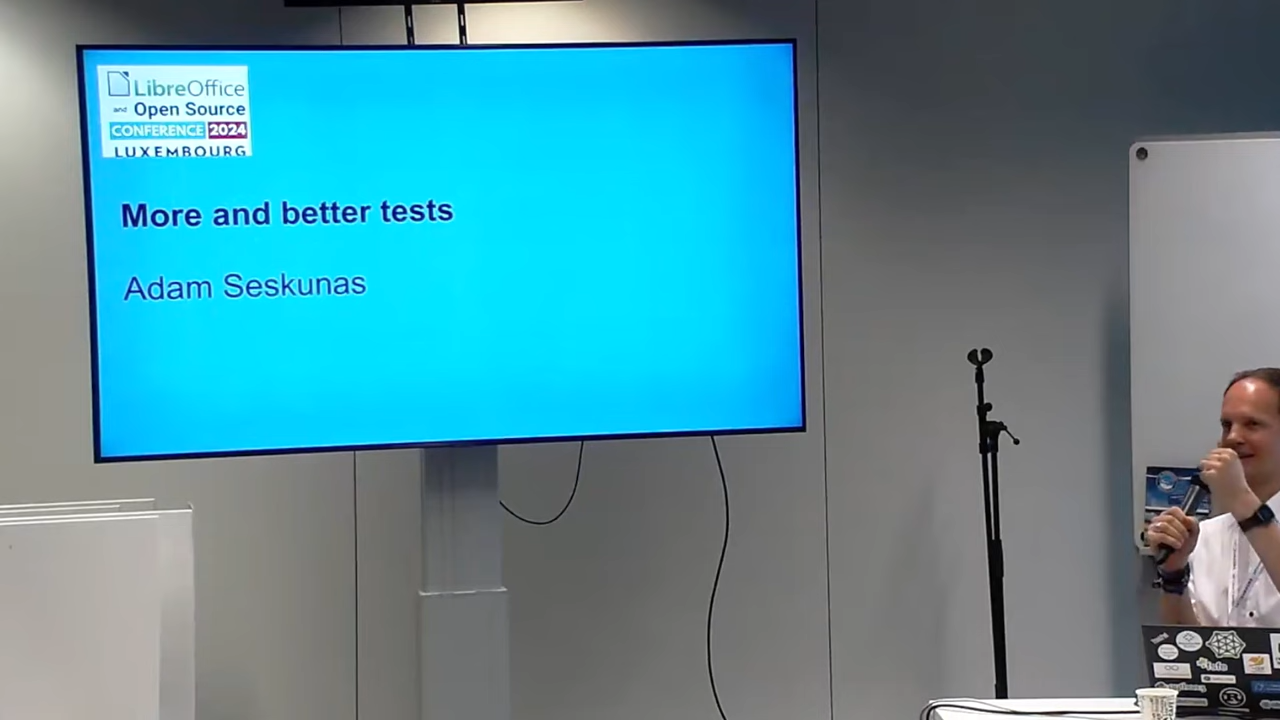 LibreOffice
and Open Source
CONFERENCE 2024
LUXEMBOURG
More and better tests
Adam Seskunas